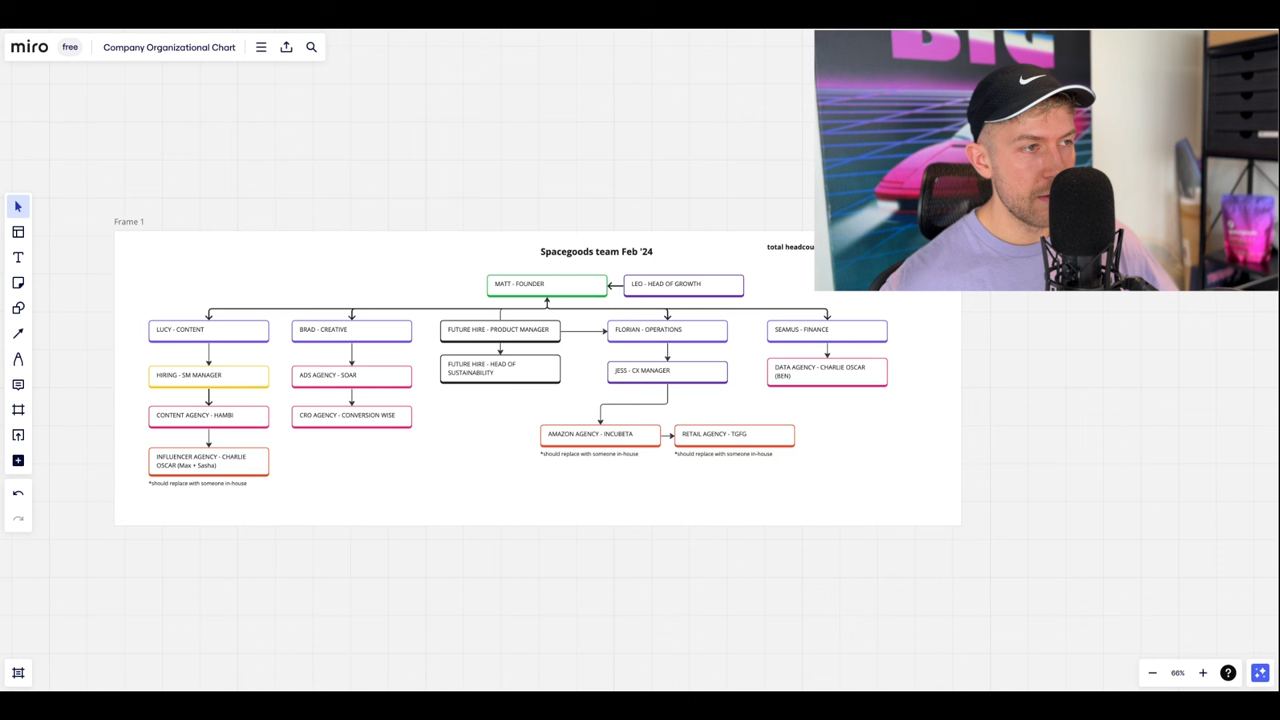 miro free Company Organizational Chart
BIG
Frame 1
Spacegoods team Feb '24
total
MATT - FOUNDER
LEO - HEAD OF GROWTH
LUCY - CONTENT
BRAD - CREATIVE
FUTURE HIRE - PRODUCT MANAGER
FLORIAN - OPERATIONS
SEAMUS - FINANCE
HIRING - SM MANAGER
ADS AGENCY - SOAR
FUTURE HIRE - HEAD OF
SUSTAINABILITY
JESS - CX MANAGER
DATA AGENCY - CHARLIE OSCAR
(BEN)
CONTENT AGENCY - HAMBI
CRO AGENCY - CONVERSION WISE
AMAZON AGENCY - INCUBETA
RETAIL AGENCY - TGFG
*should replace with someone in-house
*should replace with someone in-house
INFLUENCER AGENCY - CHARLIE
OSCAR (Max + Sasha)
*should replace with someone in-house
66%